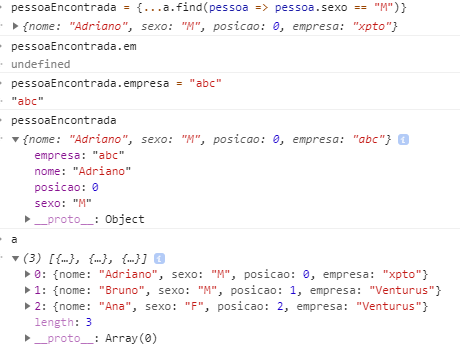 pessoaEncontrada = {...a.find(pessoa => pessoa.sexo == "M")}
{nome: "Adriano", sexo: "M", posicao: 0, empresa: "xpto"}
pessoaEncontrada.em
undefined
pessoaEncontrada.empresa = "abc"
"abc"
pessoaEncontrada
{nome: "Adriano", sexo: "M", posicao: 0, empresa: "abc"} i
empresa: "abc"
nome: "Adriano"
posicao: 0
sexo: "M"
__proto__: Object
a
(3) [{…}, {…}, {…}] i
0: {nome: "Adriano", sexo: "M", posicao: 0, empresa: "xpto"}
1: {nome: "Bruno", sexo: "M", posicao: 1, empresa: "Venturus"}
2: {nome: "Ana", sexo: "F", posicao: 2, empresa: "Venturus"}
length: 3
__proto__: Array(0)